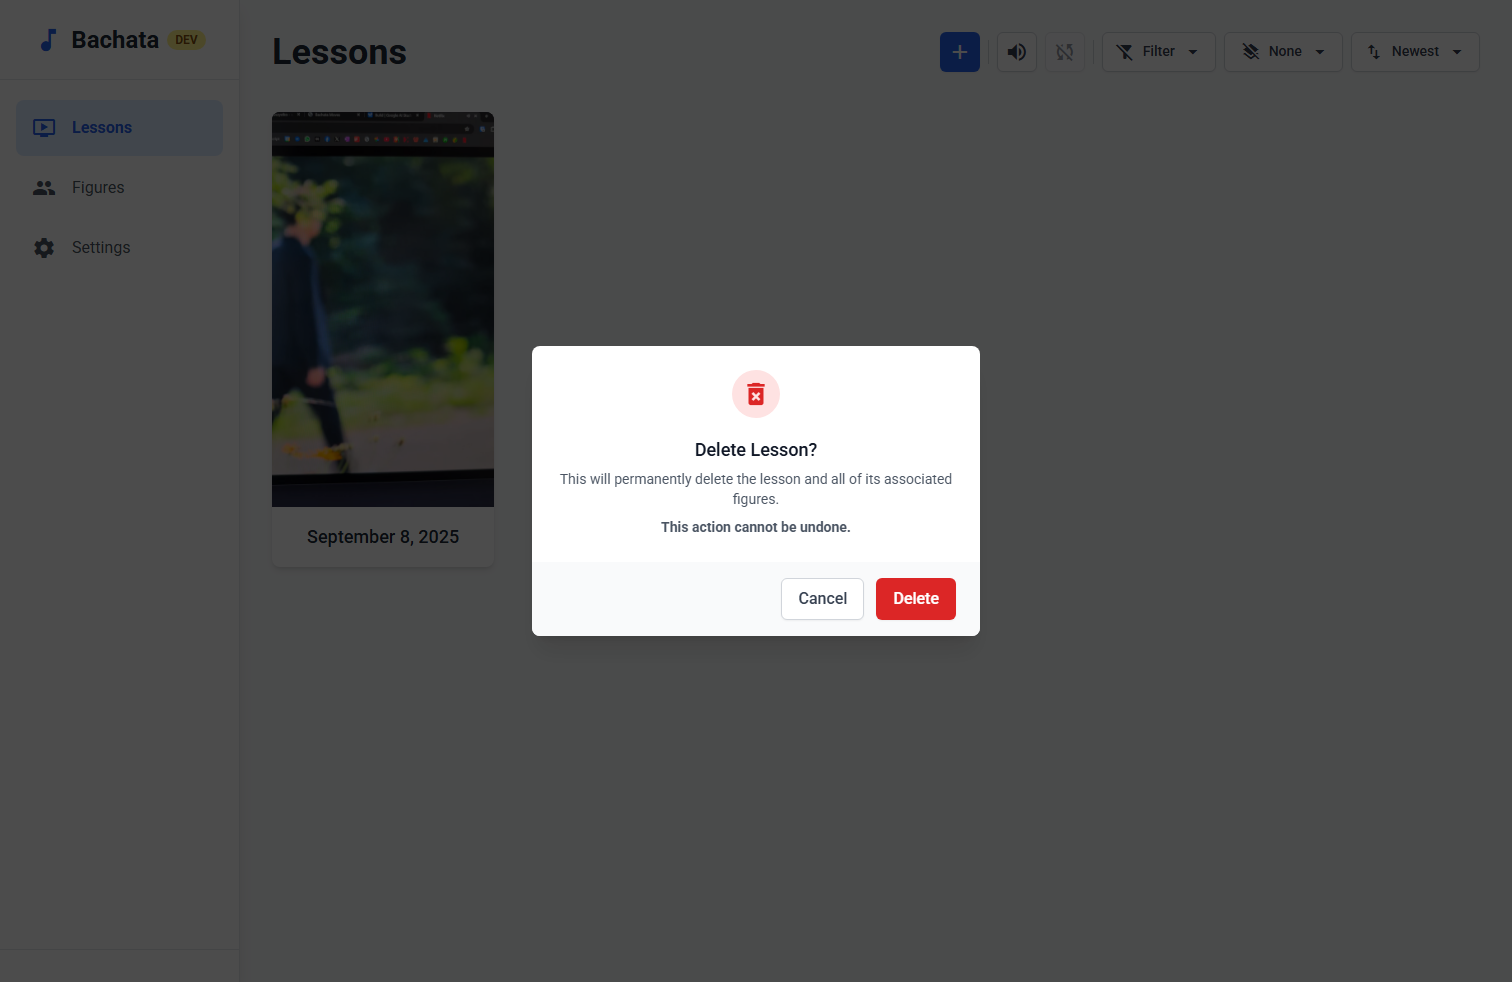 Bachata DEV
Lessons
Figures
Settings
Lessons
Filter
None
Newest
September 8, 2025
Delete Lesson?
This will permanently delete the lesson and all of its associated
figures.
This action cannot be undone.
Cancel
Delete